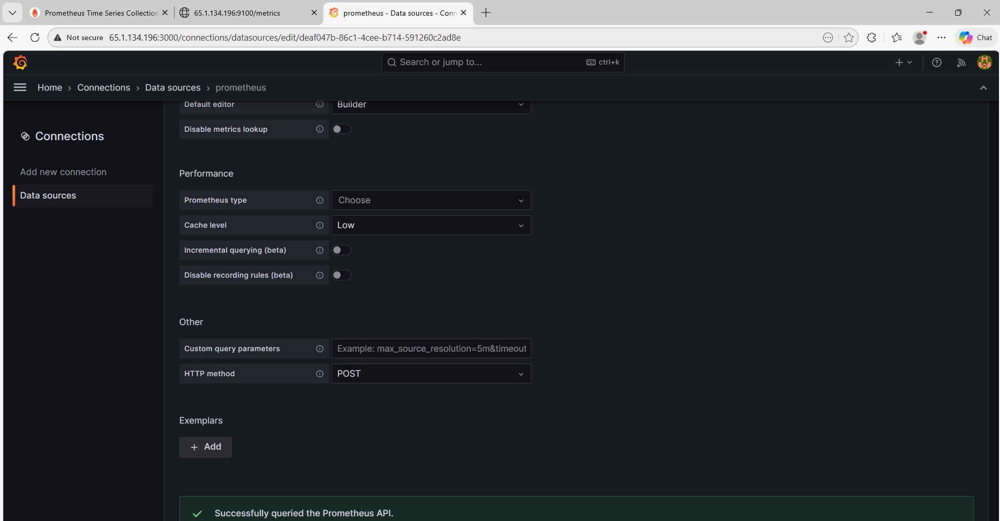 Prometheus Time Series Collection
65.1.134.196:9100/metrics
prometheus - Data sources - Conn
Not secure 65.1.134.196:3000/connections/datasources/edit/deaf047b-86c1-4cee-b714-591260c2ad8e
Chat
Search or jump to... ctrl+k
Home › Connections › Data sources › prometheus
Connections
Add new connection
Data sources
Default editor Builder
Disable metrics lookup
Performance
Prometheus type Choose
Cache level Low
Incremental querying (beta)
Disable recording rules (beta)
Other
Custom query parameters Example: max_source_resolution=5m&timeout
HTTP method POST
Exemplars
+ Add
Successfully queried the Prometheus API.